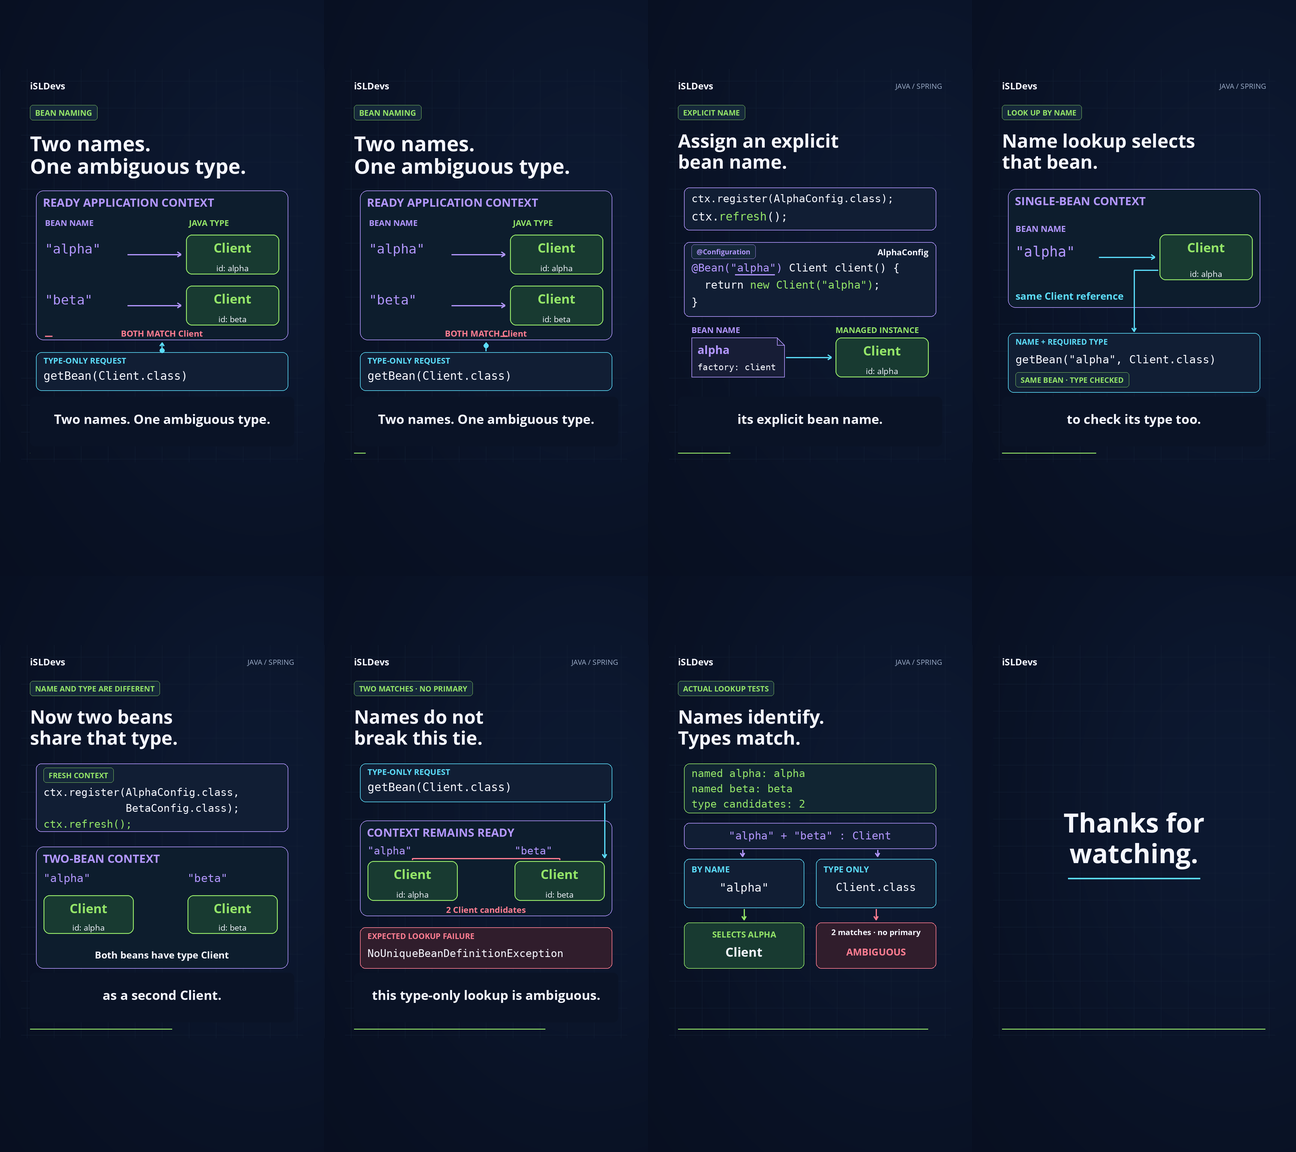 iSLDevs
BEAN NAMING
Two names.
One ambiguous type.
READY APPLICATION CONTEXT
BEAN NAME
JAVA TYPE
"alpha"
Client
id: alpha
"beta"
Client
id: beta
BOTH MATCH Client
TYPE-ONLY REQUEST
getBean(Client.class)
Two names. One ambiguous type.
iSLDevs
BEAN NAMING
Two names.
One ambiguous type.
READY APPLICATION CONTEXT
BEAN NAME
JAVA TYPE
"alpha"
Client
id: alpha
"beta"
Client
id: beta
BOTH MATCH Client
TYPE-ONLY REQUEST
getBean(Client.class)
Two names. One ambiguous type.
iSLDevs
JAVA / SPRING
EXPLICIT NAME
Assign an explicit
bean name.
ctx.register(AlphaConfig.class);
ctx.refresh();
@Configuration
AlphaConfig
@Bean("alpha") Client client() {
return new Client("alpha");
}
BEAN NAME
MANAGED INSTANCE
alpha
factory: client
Client
id: alpha
its explicit bean name.
iSLDevs
JAVA / SPRING
LOOK UP BY NAME
Name lookup selects
that bean.
SINGLE-BEAN CONTEXT
BEAN NAME
"alpha"
Client
id: alpha
same Client reference
NAME + REQUIRED TYPE
getBean("alpha", Client.class)
SAME BEAN · TYPE CHECKED
to check its type too.
iSLDevs
JAVA / SPRING
NAME AND TYPE ARE DIFFERENT
Now two beans
share that type.
FRESH CONTEXT
ctx.register(AlphaConfig.class,
BetaConfig.class);
ctx.refresh();
TWO-BEAN CONTEXT
"alpha"
"beta"
Client
id: alpha
Client
id: beta
Both beans have type Client
as a second Client.
iSLDevs
JAVA / SPRING
TWO MATCHES · NO PRIMARY
Names do not
break this tie.
TYPE-ONLY REQUEST
getBean(Client.class)
CONTEXT REMAINS READY
"alpha"
"beta"
Client
id: alpha
Client
id: beta
2 Client candidates
EXPECTED LOOKUP FAILURE
NoUniqueBeanDefinitionException
this type-only lookup is ambiguous.
iSLDevs
JAVA / SPRING
ACTUAL LOOKUP TESTS
Names identify.
Types match.
named alpha: alpha
named beta: beta
type candidates: 2
"alpha" + "beta" : Client
BY NAME
"alpha"
TYPE ONLY
Client.class
SELECTS ALPHA
Client
2 matches · no primary
AMBIGUOUS
iSLDevs
Thanks for
watching.